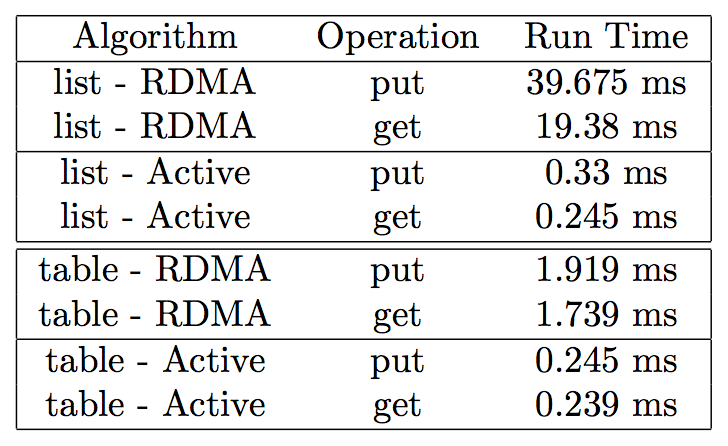 Algorithm Operation Run Time
list - RDMA put 39.675 ms
list - RDMA get 19.38 ms
list - Active put 0.33 ms
list - Active get 0.245 ms
table - RDMA put 1.919 ms
table - RDMA get 1.739 ms
table - Active put 0.245 ms
table - Active get 0.239 ms